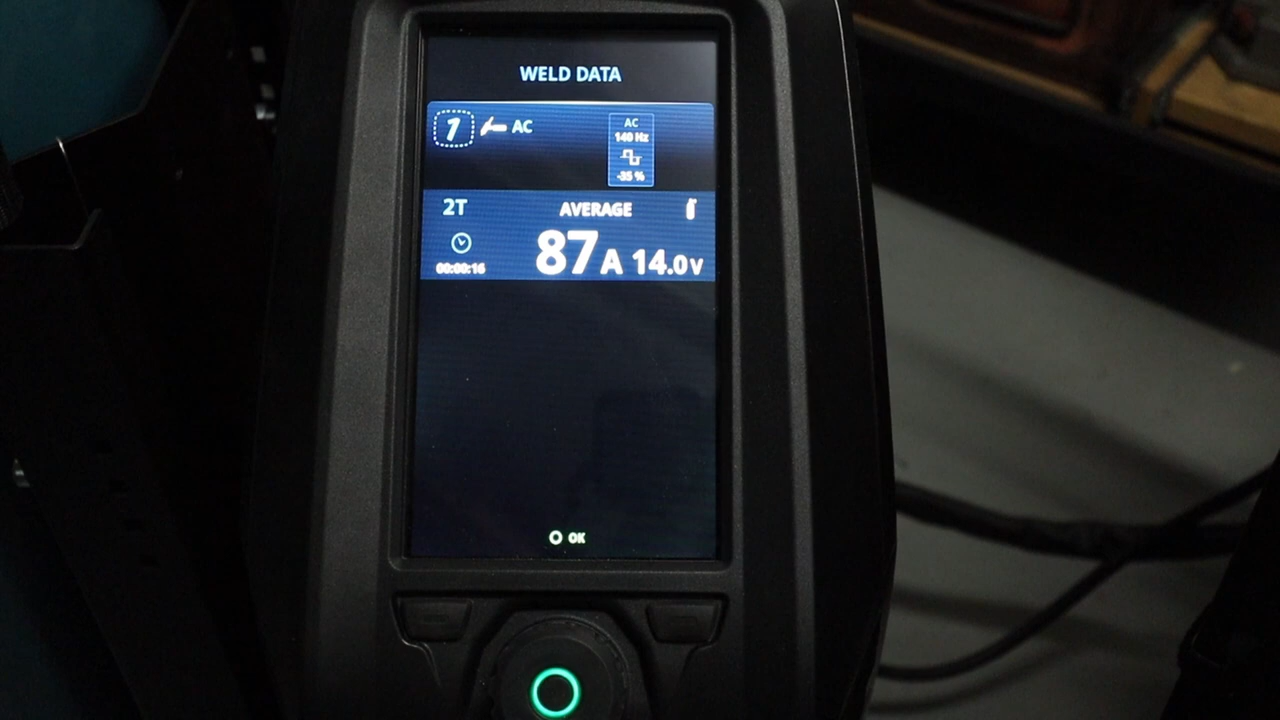 WELD DATA
1 AC
AC
140 Hz
-35 %
2T
AVERAGE
00:00:16
87A 14.0V
OK